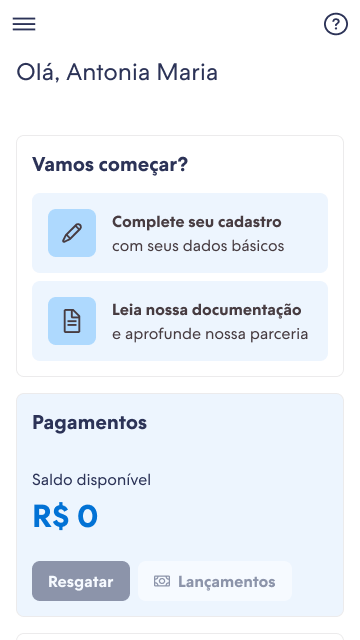 Olá, Antonia Maria
Vamos começar?
Complete seu cadastro
com seus dados básicos
Leia nossa documentação
e aprofunde nossa parceria
Pagamentos
Saldo disponível
R$ 0
Resgatar
Lançamentos